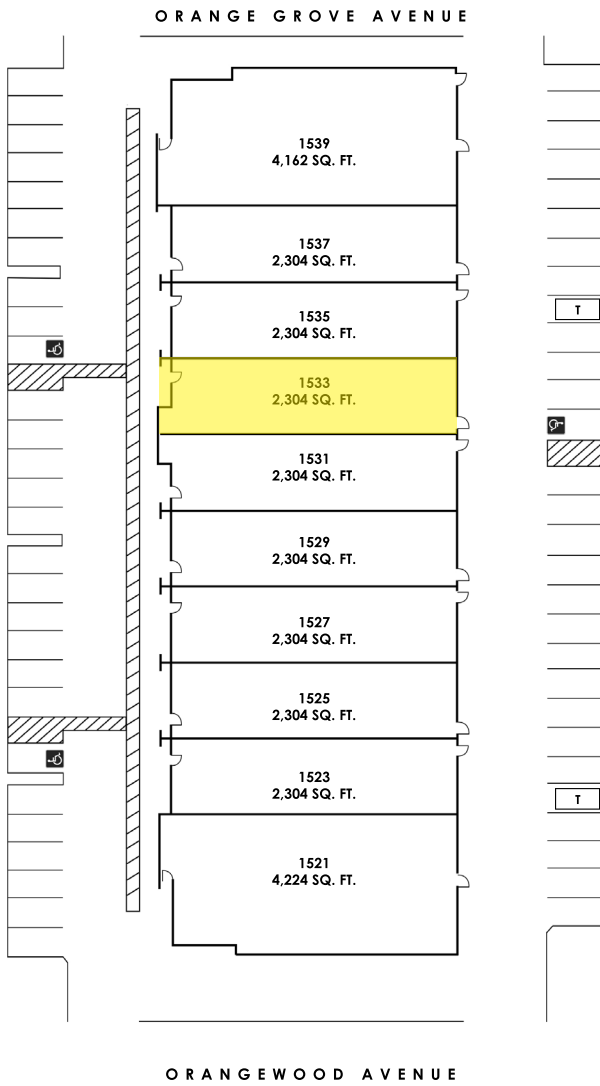 ORANGE GROVE AVENUE
1539
4,162 SQ. FT.
1537
2,304 SQ. FT.
1535
2,304 SQ. FT.
T
1533
2,304 SQ. FT.
1531
2,304 SQ. FT.
1529
2,304 SQ. FT.
1527
2,304 SQ. FT.
1525
2,304 SQ. FT.
1523
2,304 SQ. FT.
T
1521
4,224 SQ. FT.
ORANGEWOOD AVENUE